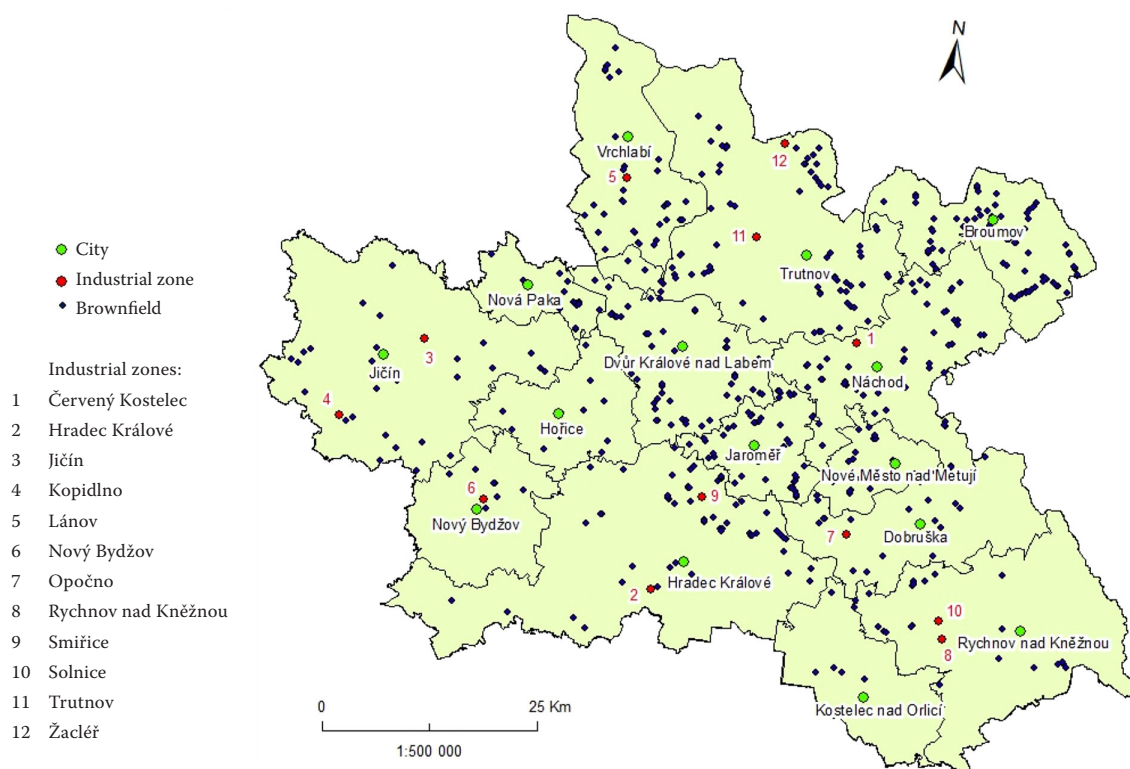 N
City
Industrial zone
Brownfield
Industrial zones:
1 Červený Kostelec
2 Hradec Králové
3 Jičín
4 Kopidlno
5 Lánov
6 Nový Bydžov
7 Opočno
8 Rychnov nad Kněžnou
9 Smiřice
10 Solnice
11 Trutnov
12 Žacléř
Vrchlabí
12
5
11
Broumov
Trutnov
Nová Paka
1
3
Dvůr Králové nad Labem
Jičín
Náchod
4
Hořice
Jaroměř
Nové Město nad Metují
6
9
Nový Bydžov
7
Dobruška
Hradec Králové
2
10
Rychnov nad Kněžnou
8
Kostelec nad Orlicí
0 25 Km
1:500 000